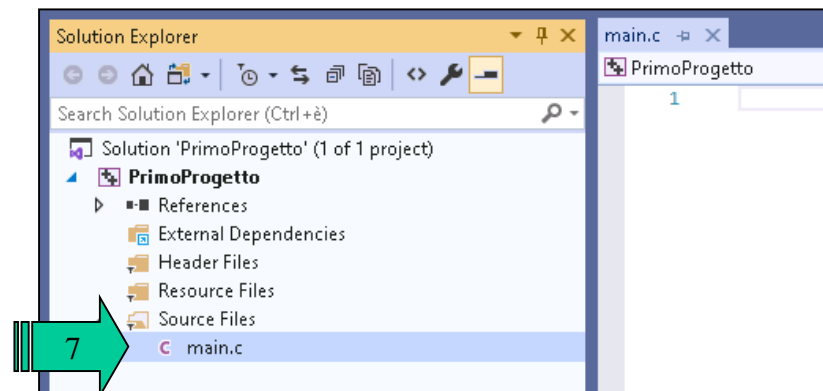 Solution Explorer
main.c
PrimoProgetto
Search Solution Explorer (Ctrl+è)
1
Solution 'PrimoProgetto' (1 of 1 project)
PrimoProgetto
References
External Dependencies
Header Files
Resource Files
Source Files
7
C main.c